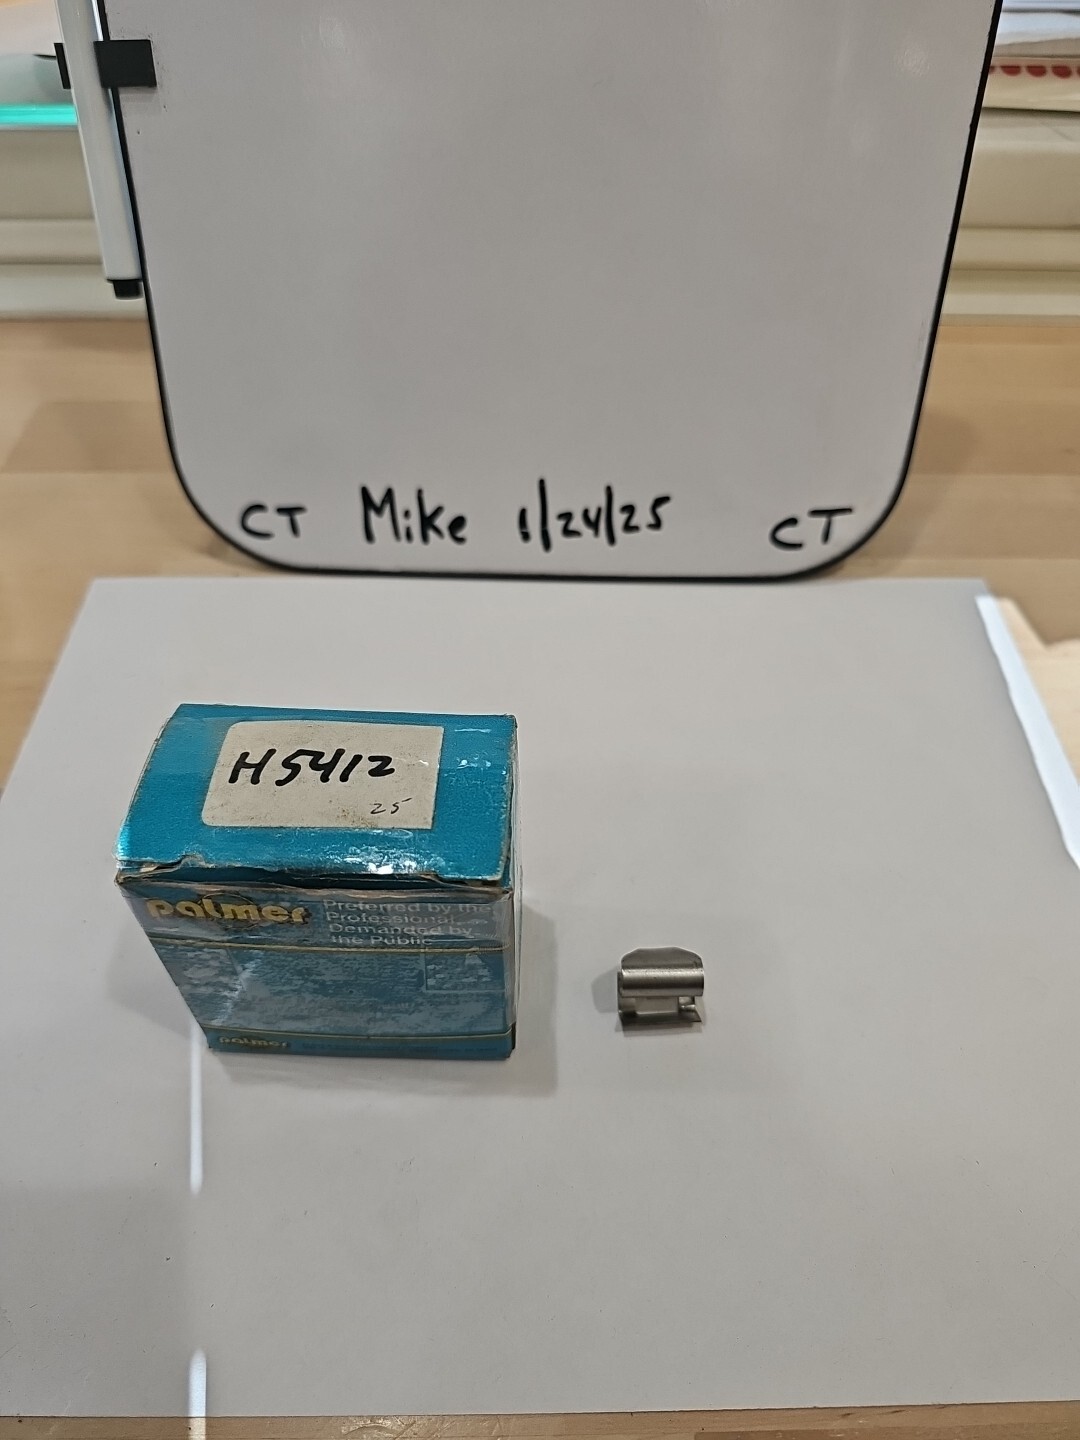 CT Mike 1/24/25 CT
H5412
25
palmer
Preferred by the
Professional
Demanded by
the Public
palmer